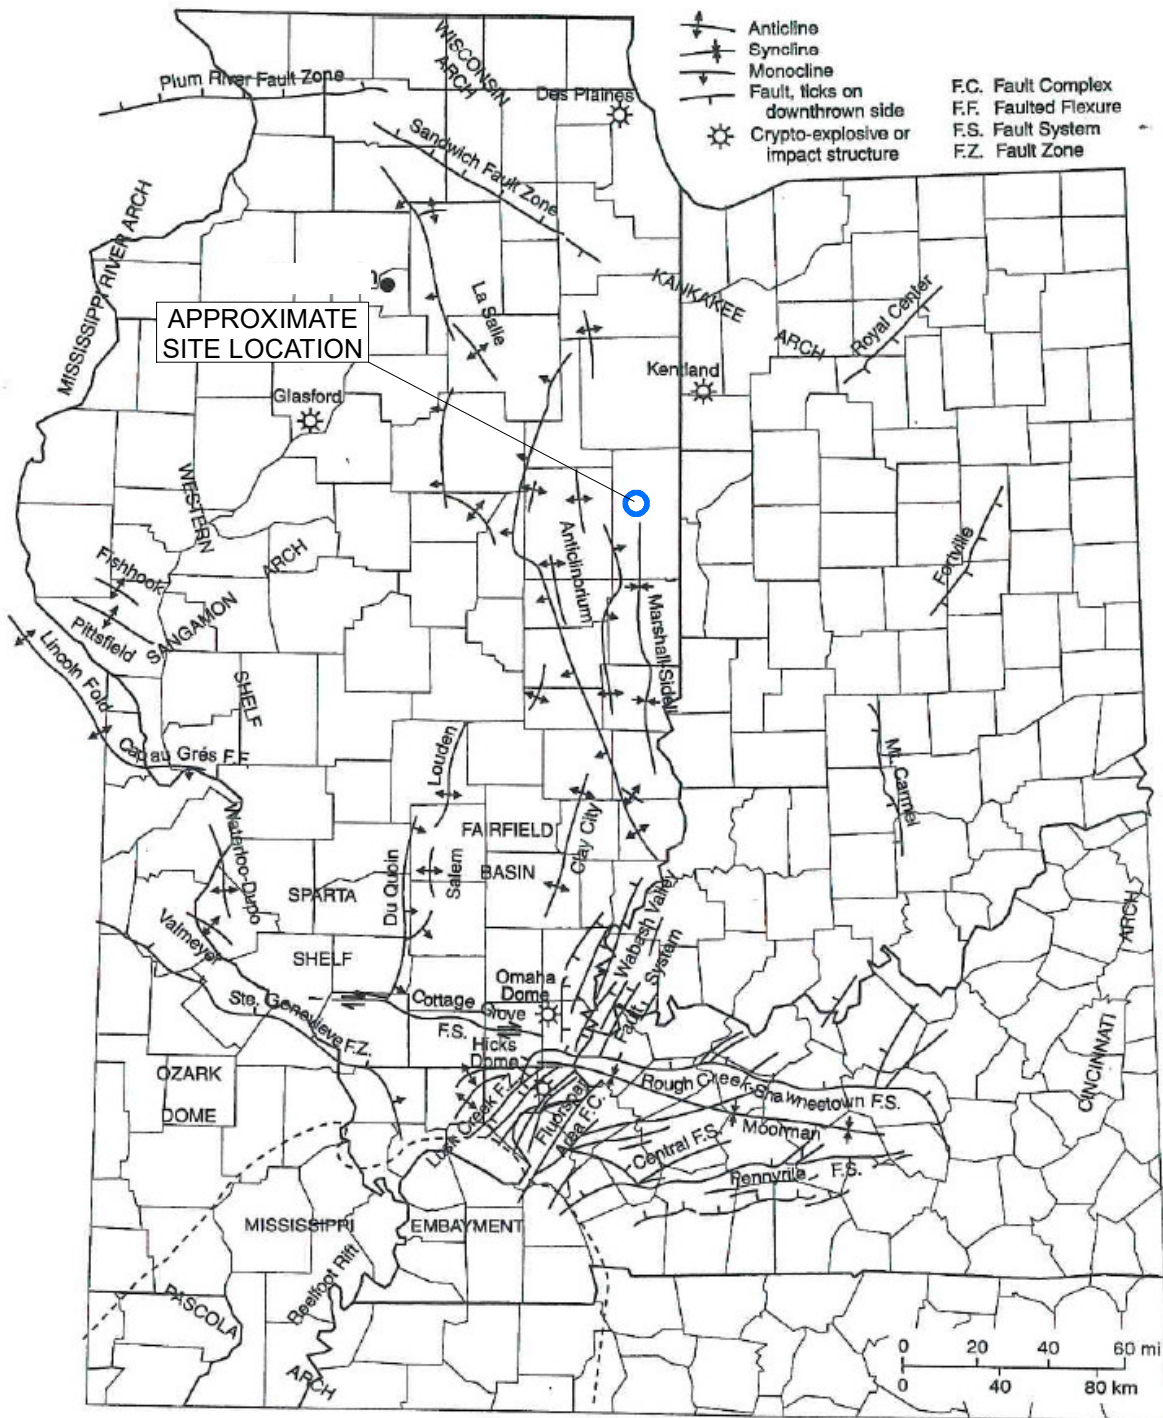 Anticline
Syncline
Monocline
Fault, ticks on
downthrown side
Crypto-explosive or
impact structure
F.C. Fault Complex
F.F. Faulted Flexure
F.S. Fault System
F.Z. Fault Zone
WISCONSIN
ARCH
Plum River Fault Zone
Des Plaines
Sandwich Fault Zone
MISSISSIPPI RIVER ARCH
KANKAKEE
ARCH
Royal Center
La Salle
APPROXIMATE
SITE LOCATION
Kentland
Glasford
WESTERN
Anticlinorium
Fortville
Fishhook
ARCH
SANGAMON
Pittsfield
Lincoln Fold
Marshall-Sidell
SHELF
Cap au Grés F.F.
Louden
Mt. Carmel
Waterloo-Dupo
FAIRFIELD
BASIN
Clay City
Du Quoin
Salem
SPARTA
SHELF
Valmeyer
Wabash Valley
Fault System
Omaha
Dome
ARCH
CINCINNATI
Ste. Genevieve F.Z.
Cottage Grove
F.S.
Hicks
Dome
OZARK
DOME
Lusk Creek F.Z.
Fluorspar
Area F.C.
Rough Creek-Shawneetown F.S.
Moorman
Central F.S.
Pennyrile F.S.
MISSISSIPPI EMBAYMENT
Reelfoot Rift
PASCOLA
ARCH
0 20 40 60 mi
0 40 80 km